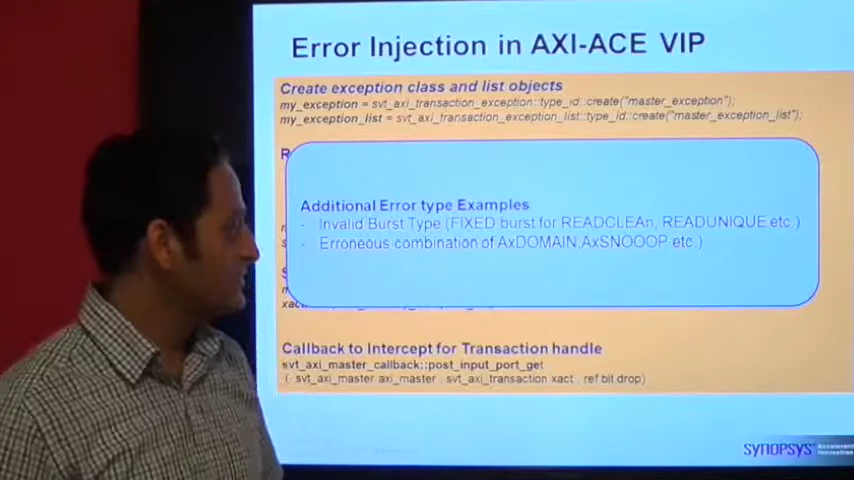 Error Injection in AXI-ACE VIP
Create exception class and list objects
my_exception = svt_axi_transaction_exception::type_id::create("master_exception");
my_exception_list = svt_axi_transaction_exception_list::type_id::create("master_exception_list");
R
Additional Error type Examples
- Invalid Burst Type (FIXED burst for READCLEAn, READUNIQUE etc )
- Erroneous combination of AxDOMAIN,AxSNOOOP etc )
xac
Callback to Intercept for Transaction handle
svt_axi_master_callback::post_input_port_get
( svt_axi_master axi_master , svt_axi_transaction xact , ref bit drop)
SYNOPSYS Accelerating Innovation